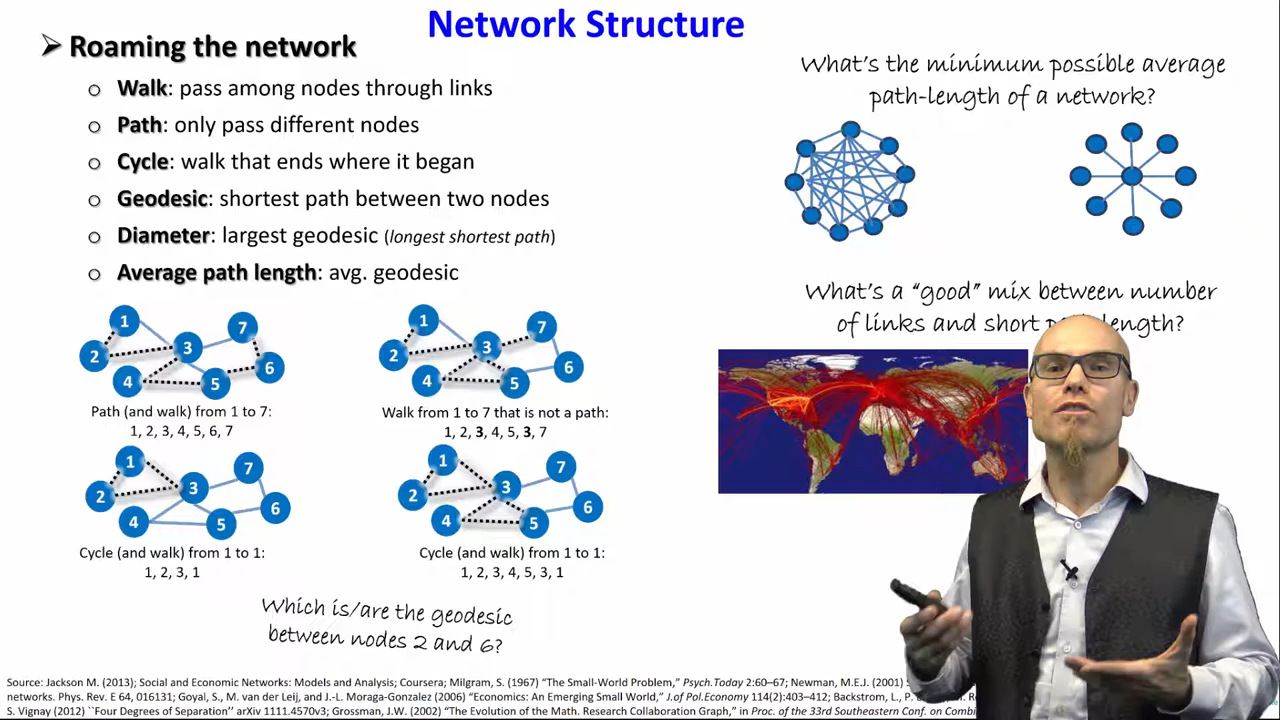 Network Structure
➢ Roaming the network
o Walk: pass among nodes through links
o Path: only pass different nodes
o Cycle: walk that ends where it began
o Geodesic: shortest path between two nodes
o Diameter: largest geodesic (longest shortest path)
o Average path length: avg. geodesic
1
2
3
4
5
6
7
Path (and walk) from 1 to 7:
1, 2, 3, 4, 5, 6, 7
1
2
3
4
5
6
7
Walk from 1 to 7 that is not a path:
1, 2, 3, 4, 5, 3, 7
1
2
3
4
5
6
7
Cycle (and walk) from 1 to 1:
1, 2, 3, 1
1
2
3
4
5
6
7
Cycle (and walk) from 1 to 1:
1, 2, 3, 4, 5, 3, 1
Which is/are the geodesic
between nodes 2 and 6?
What's the minimum possible average
path-length of a network?
What's a "good" mix between number
of links and short length?
Source: Jackson M. (2013); Social and Economic Networks: Models and Analysis; Coursera; Milgram, S. (1967) "The Small-World Problem," Psych.Today 2:60–67; Newman, M.E.J. (2001)
networks. Phys. Rev. E 64, 016131; Goyal, S., M. van der Leij, and J.-L. Moraga-Gonzalez (2006) "Economics: An Emerging Small World," J.of Pol.Economy 114(2):403–412; Backstrom, L., P.
S. Vignay (2012) ``Four Degrees of Separation'' arXiv 1111.4570v3; Grossman, J.W. (2002) "The Evolution of the Math. Research Collaboration Graph," in Proc. of the 33rd Southeastern Conf. on